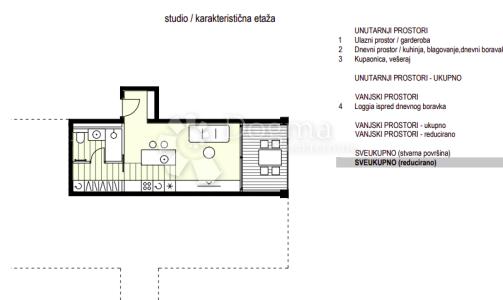 studio / karakteristična etaža
UNUTARNJI PROSTORI
1 Ulazni prostor / garderoba
2 Dnevni prostor / kuhinja, blagovanje,dnevni boravak
3 Kupaonica, vešeraj
UNUTARNJI PROSTORI - UKUPNO
VANJSKI PROSTORI
4 Loggia ispred dnevnog boravka
VANJSKI PROSTORI - ukupno
VANJSKI PROSTORI - reducirano
SVEUKUPNO (stvarna površina)
SVEUKUPNO (reducirano)
Dogma